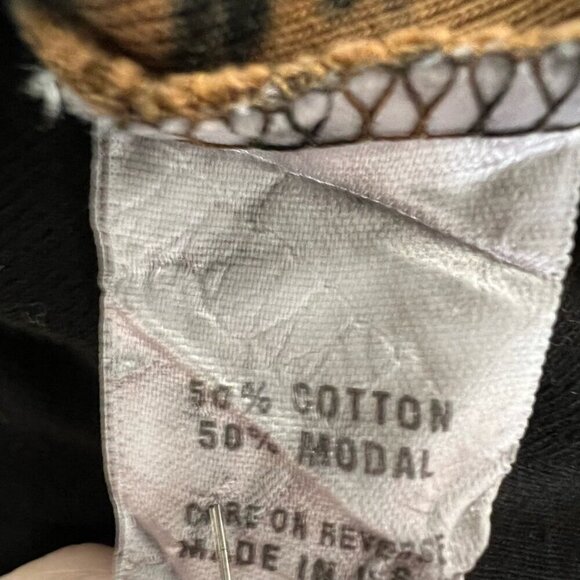 50% COTTON
50% MODAL
CARE ON REVERSE
MADE IN U.S.